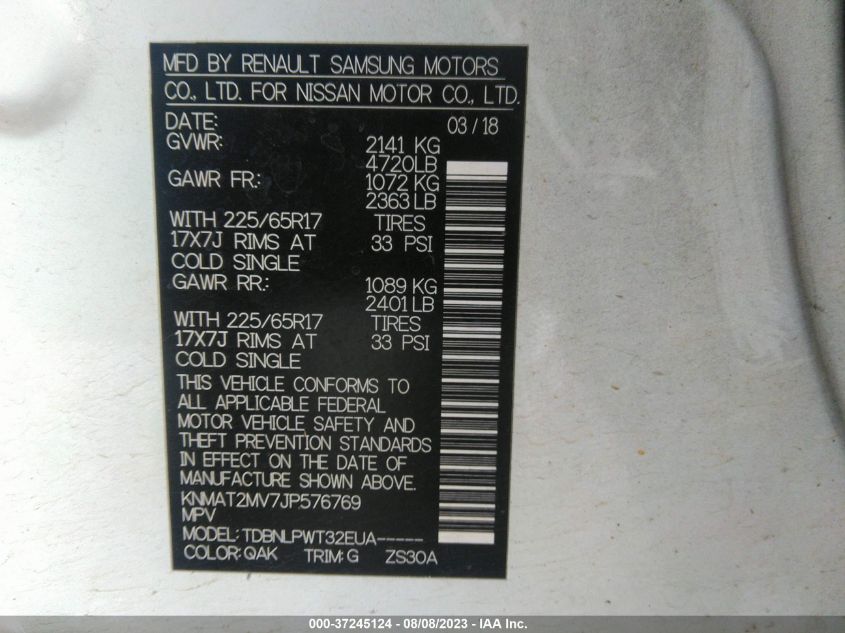 MFD BY RENAULT SAMSUNG MOTORS
CO., LTD. FOR NISSAN MOTOR CO., LTD.
DATE: 03 / 18
GVWR: 2141 KG
4720LB
GAWR FR: 1072 KG
2363 LB
WITH 225/65R17 TIRES
17X7J RIMS AT 33 PSI
COLD SINGLE
GAWR RR: 1089 KG
2401 LB
WITH 225/65R17 TIRES
17X7J RIMS AT 33 PSI
COLD SINGLE
THIS VEHICLE CONFORMS TO
ALL APPLICABLE FEDERAL
MOTOR VEHICLE SAFETY AND
THEFT PREVENTION STANDARDS
IN EFFECT ON THE DATE OF
MANUFACTURE SHOWN ABOVE.
KNMAT2MV7JP576769
MPV
MODEL: TDBNLPWT32EUA-----
COLOR: QAK TRIM: G ZS30A
000-37245124 - 08/08/2023 - IAA Inc.